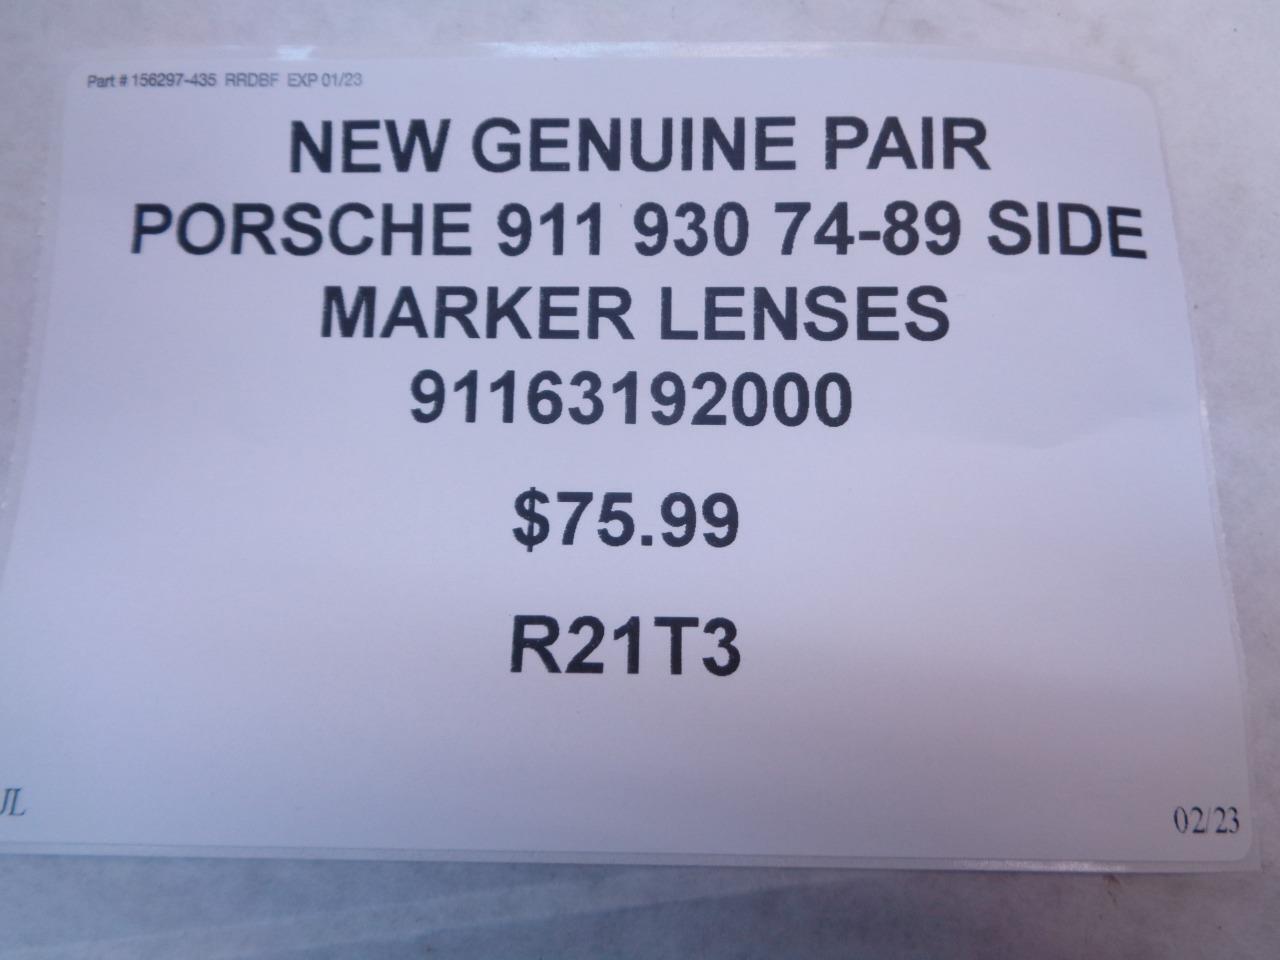 Part # 156297-435 RRDBF EXP 01/23
NEW GENUINE PAIR
PORSCHE 911 930 74-89 SIDE
MARKER LENSES
91163192000
$75.99
R21T3
JL
02/23